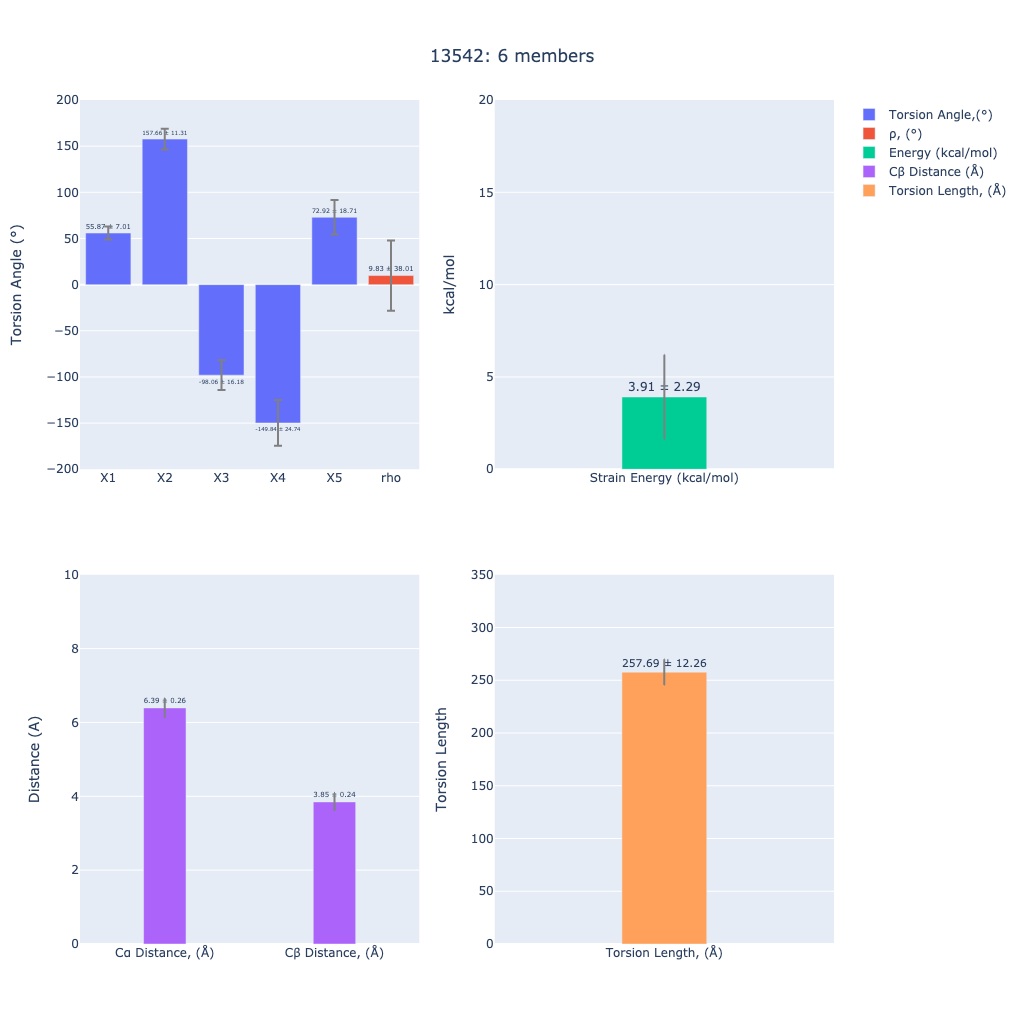 13542: 6 members
Torsion Angle (°)
200
150
100
50
0
−50
−100
−150
−200
55.87 ± 7.01
157.66 ± 11.31
-98.06 ± 16.18
-149.84 ± 24.74
72.92 ± 18.71
9.83 ± 38.01
X1 X2 X3 X4 X5 rho
kcal/mol
20
15
10
5
0
3.91 ± 2.29
Strain Energy (kcal/mol)
Torsion Angle,(°)
ρ, (°)
Energy (kcal/mol)
Cβ Distance (Å)
Torsion Length, (Å)
Distance (A)
10
8
6
4
2
0
6.39 ± 0.26
3.85 ± 0.24
Cα Distance, (Å) Cβ Distance, (Å)
Torsion Length
350
300
250
200
150
100
50
0
257.69 ± 12.26
Torsion Length, (Å)